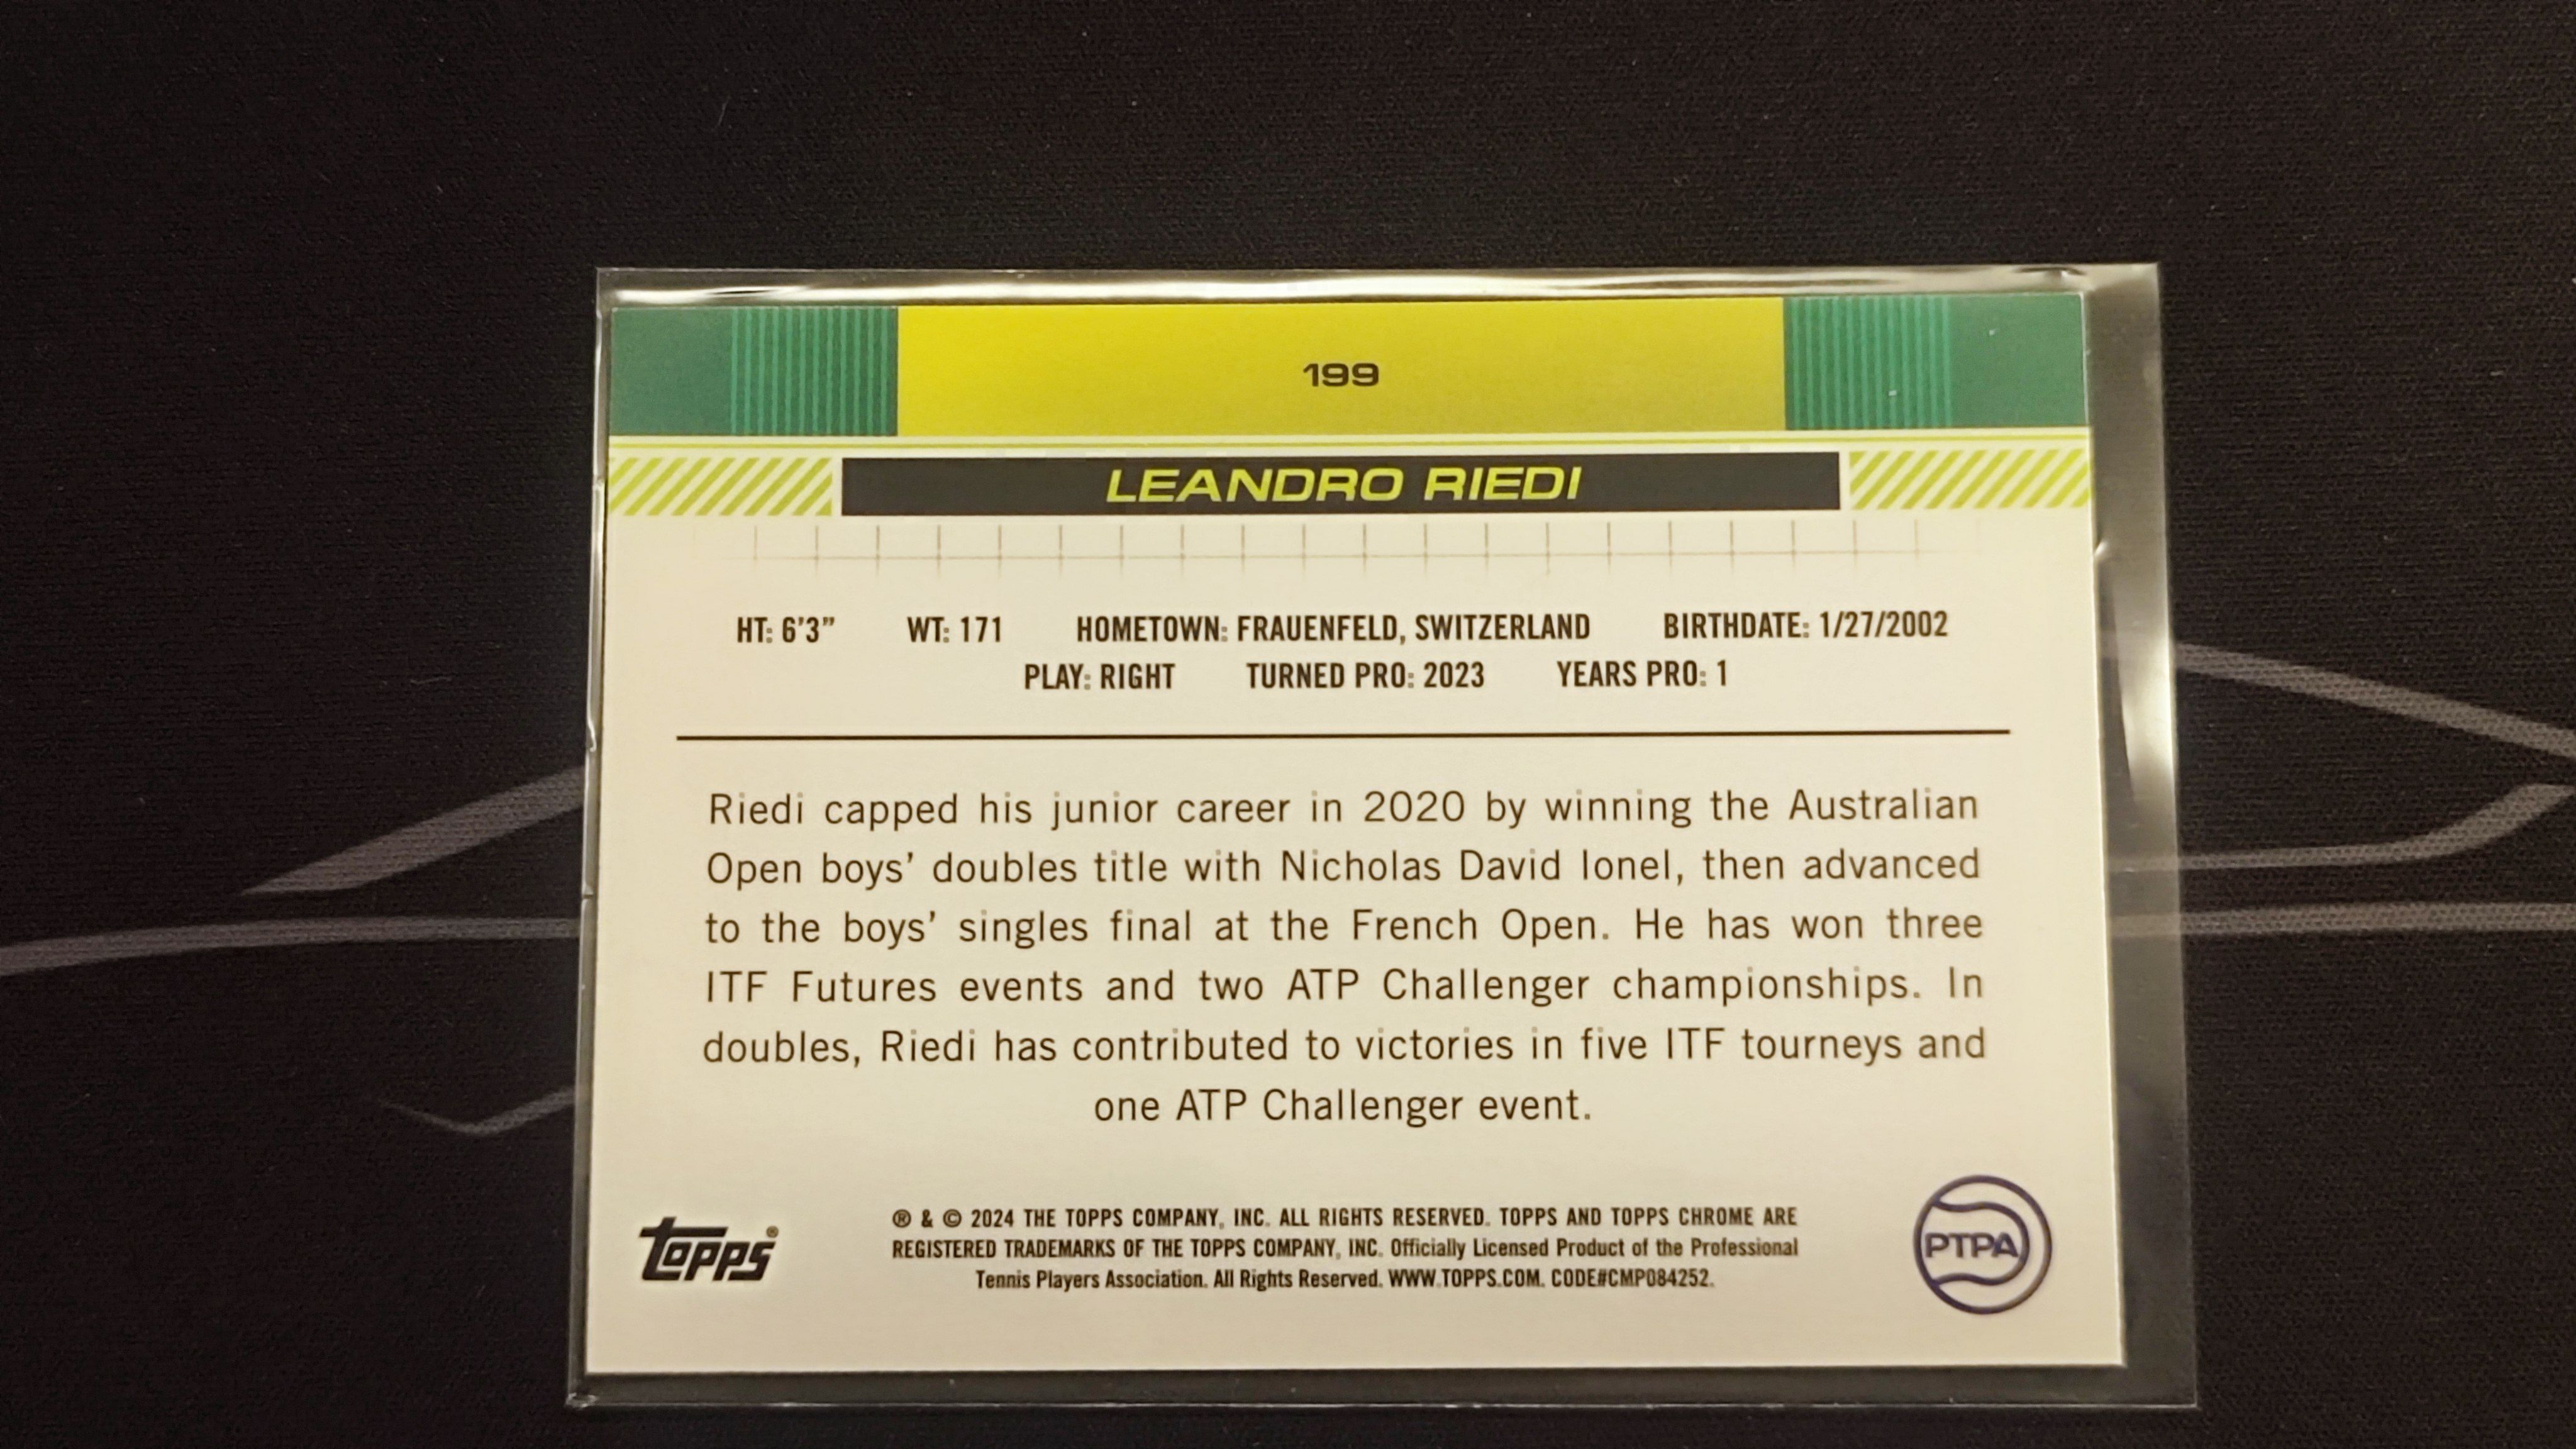 199
LEANDRO RIEDI
HT: 6'3" WT: 171 HOMETOWN: FRAUENFELD, SWITZERLAND BIRTHDATE: 1/27/2002
PLAY: RIGHT TURNED PRO: 2023 YEARS PRO: 1
Riedi capped his junior career in 2020 by winning the Australian
Open boys' doubles title with Nicholas David Ionel, then advanced
to the boys' singles final at the French Open. He has won three
ITF Futures events and two ATP Challenger championships. In
doubles, Riedi has contributed to victories in five ITF tourneys and
one ATP Challenger event.
topps®
® & © 2024 THE TOPPS COMPANY, INC. ALL RIGHTS RESERVED. TOPPS AND TOPPS CHROME ARE
REGISTERED TRADEMARKS OF THE TOPPS COMPANY, INC. Officially Licensed Product of the Professional
Tennis Players Association. All Rights Reserved. WWW.TOPPS.COM. CODE#CMP084252.
PTPA